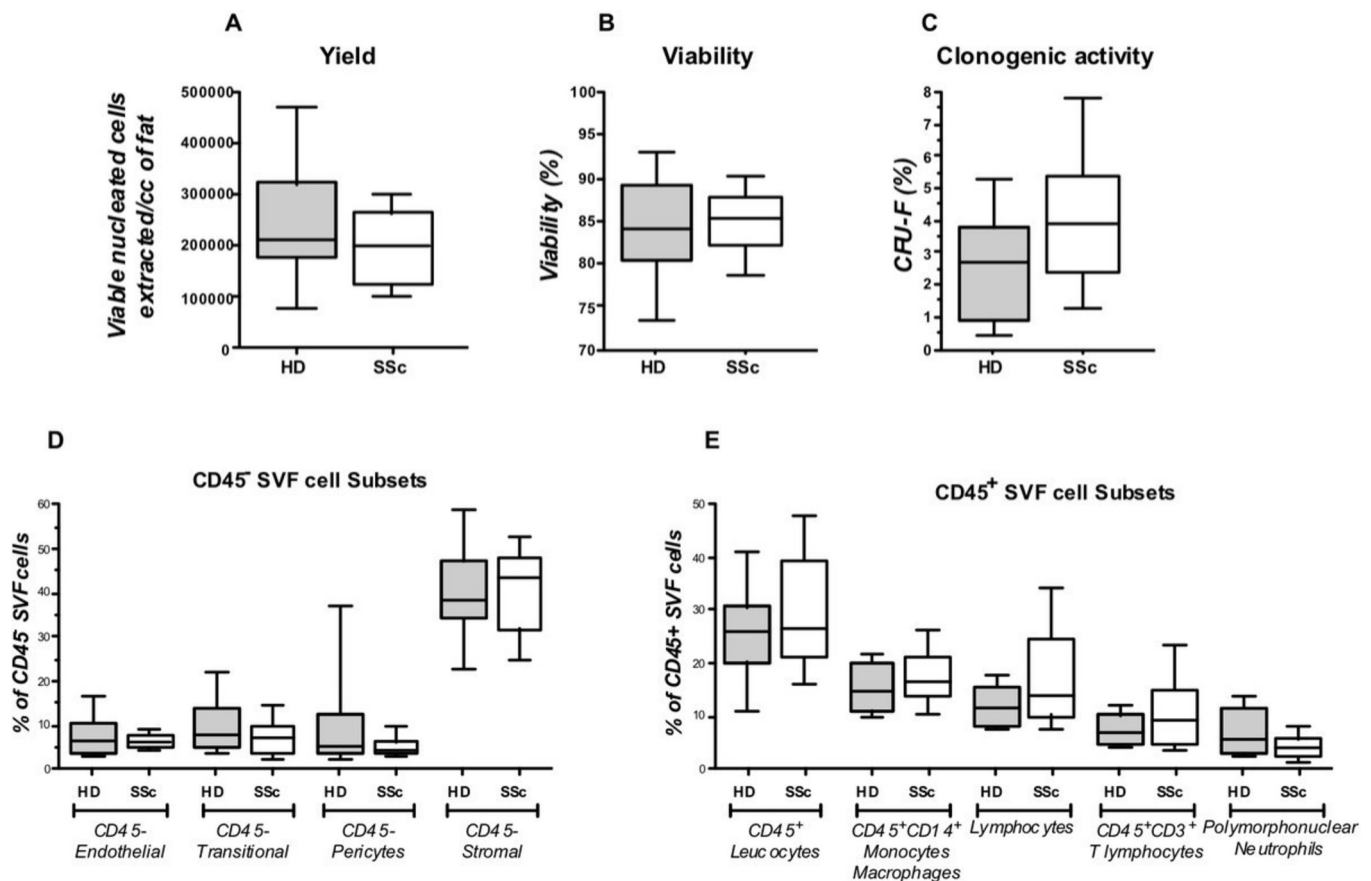 A
Yield
Viable nucleated cells
extracted/cc of fat
500000
400000
300000
200000
100000
0
HD
SSc
B
Viability
Viability (%)
100
95
90
85
80
75
70
HD
SSc
C
Clonogenic activity
CFU-F (%)
8
7
6
5
4
3
2
1
0
HD
SSc
D
CD45⁻ SVF cell Subsets
% of CD45 SVF cells
60
50
40
30
20
10
0
HD
SSc
HD
SSc
HD
SSc
HD
SSc
CD45-
Endothelial
CD45-
Transitional
CD45-
Pericytes
CD45-
Stromal
E
CD45⁺ SVF cell Subsets
% of CD45+ SVF cells
50
40
30
20
10
0
HD
SSc
HD
SSc
HD
SSc
HD
SSc
HD
SSc
CD45⁺
Leucocytes
CD45⁺CD14⁺
Monocytes
Macrophages
Lymphocytes
CD45⁺CD3⁺
T lymphocytes
Polymorphonuclear
Neutrophils